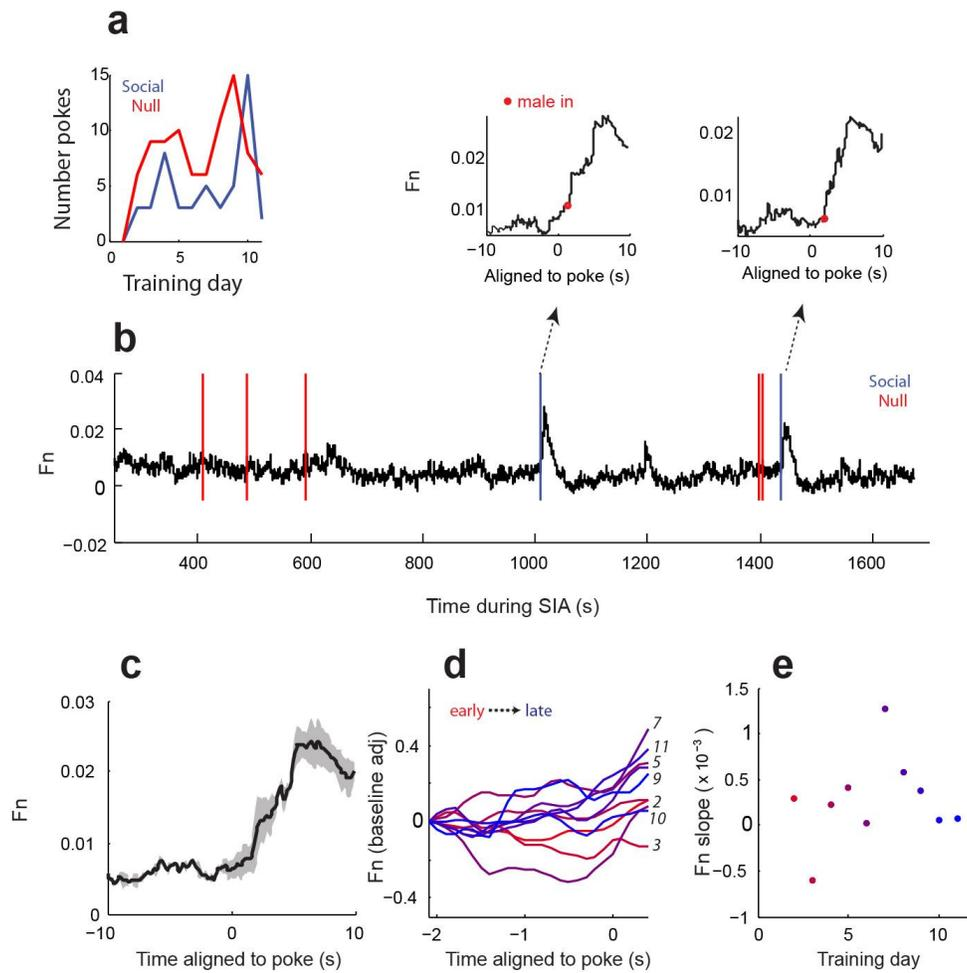 a
15
10
5
0
Number pokes
Social
Null
0
5
10
Training day
male in
0.02
0.01
Fn
−10
0
10
Aligned to poke (s)
0.02
0.01
−10
0
10
Aligned to poke (s)
b
0.04
0.02
0
−0.02
Fn
Social
Null
400
600
800
1000
1200
1400
1600
Time during SIA (s)
c
0.03
0.02
0.01
0
Fn
−10
0
10
Time aligned to poke (s)
d
early
late
0.4
0
−0.4
Fn (baseline adj)
7
11
5
9
2
10
3
−2
−1
0
Time aligned to poke (s)
e
1.5
1
0.5
0
−0.5
−1
Fn slope ( x 10⁻³ )
0
5
10
Training day